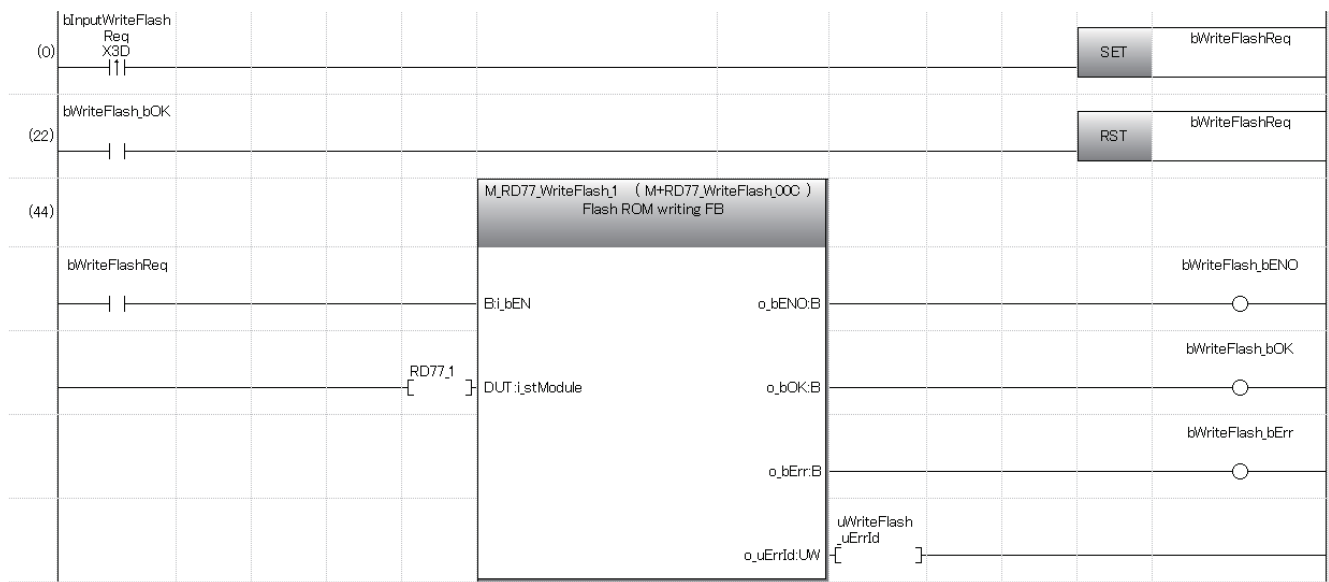 bInputWriteFlash
Req
X3D
(0)
SET
bWriteFlashReq
bWriteFlash_bOK
(22)
RST
bWriteFlashReq
(44)
M_RD77_WriteFlash_1 ( M+RD77_WriteFlash_00C )
Flash ROM writing FB
bWriteFlashReq
B:i_bEN
o_bENO:B
bWriteFlash_bENO
RD77_1
DUT:i_stModule
o_bOK:B
bWriteFlash_bOK
o_bErr:B
bWriteFlash_bErr
uWriteFlash
_uErrId
o_uErrId:UW